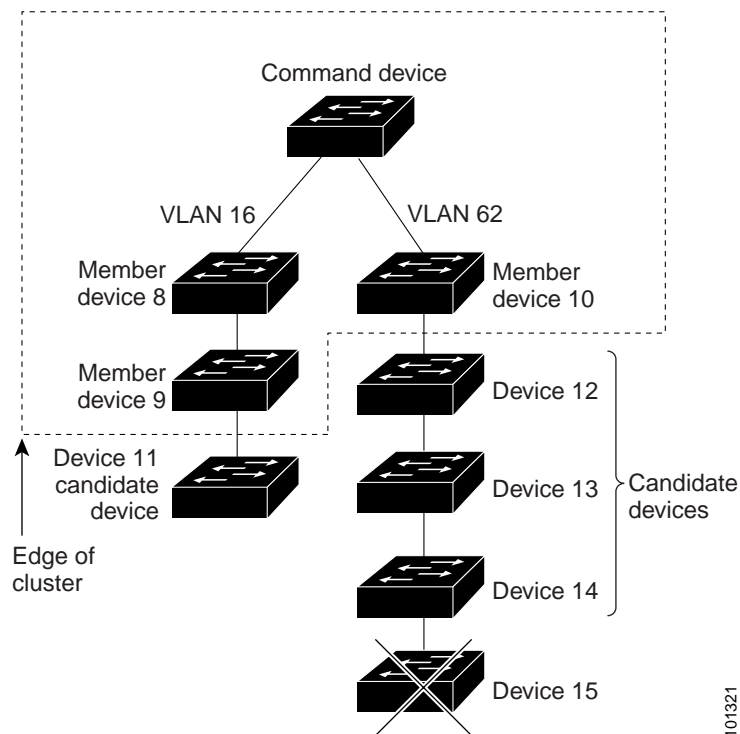 Command device
VLAN 16
VLAN 62
Member
device 8
Member
device 10
Member
device 9
Device 12
Device 11
candidate
device
Device 13
Candidate
devices
Edge of
cluster
Device 14
Device 15
101321